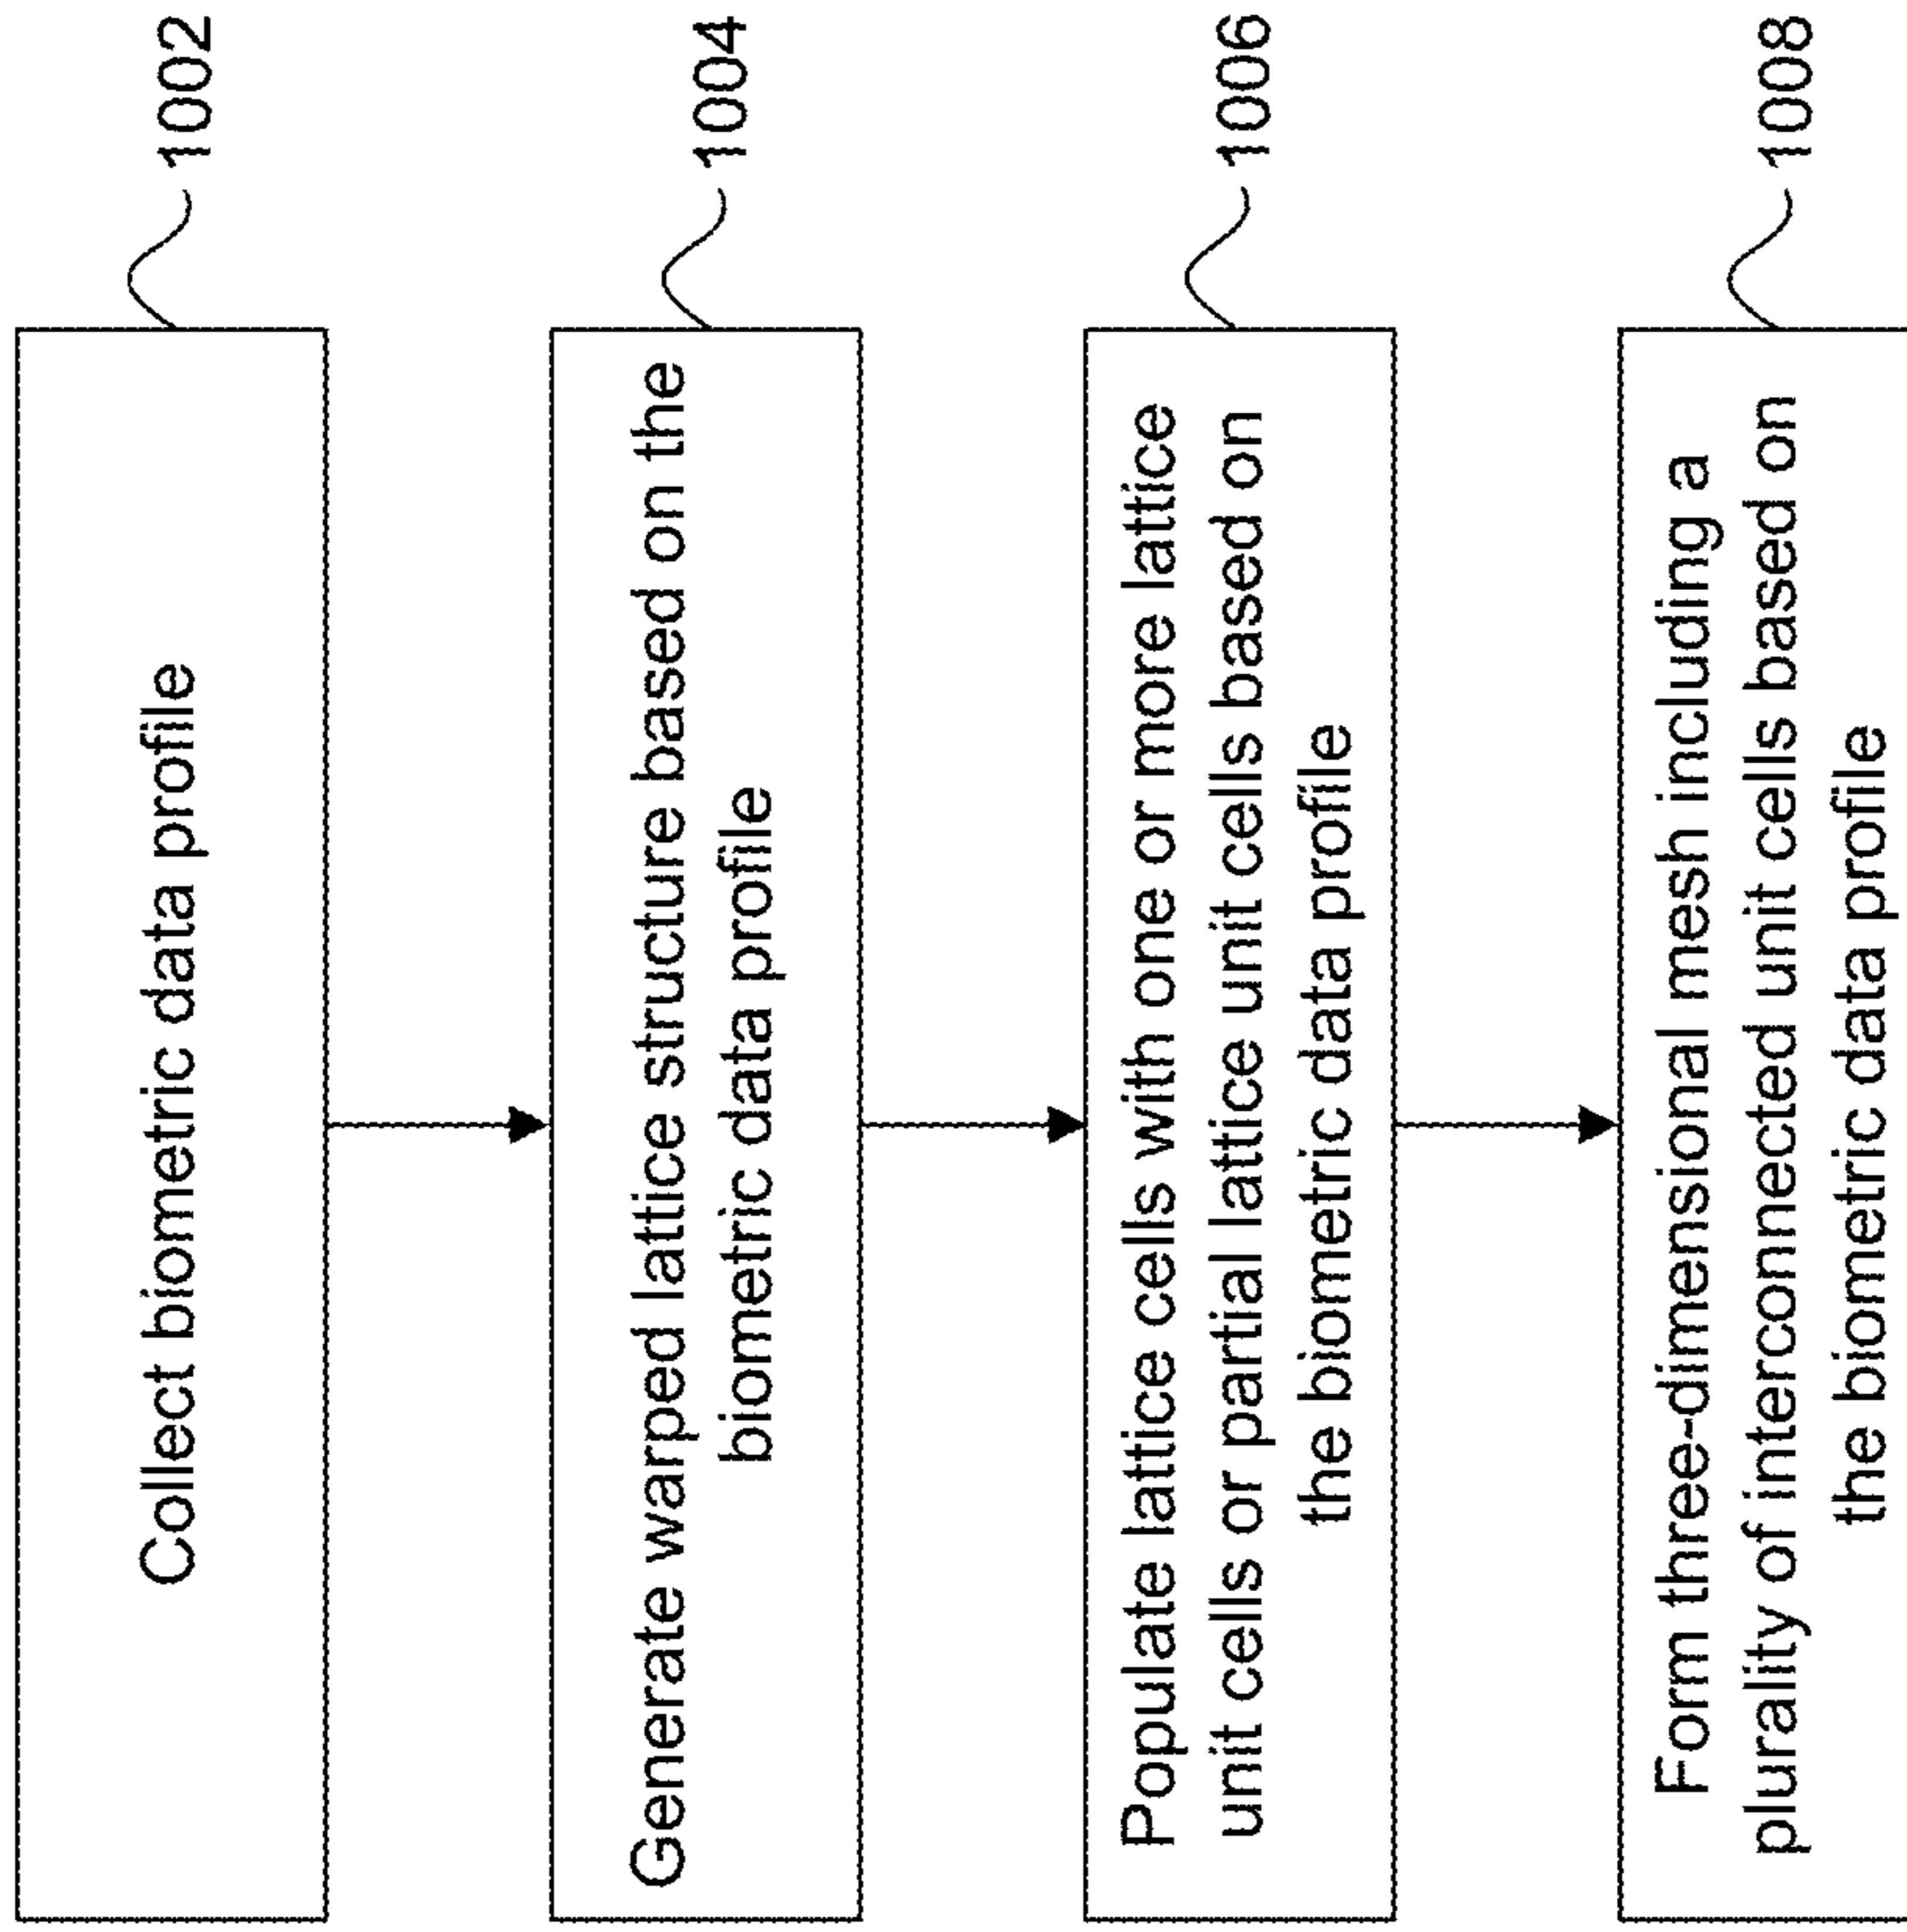 Collect biometric data profile
1002
Generate warped lattice structure based on the
biometric data profile
1004
Populate lattice cells with one or more lattice
unit cells or partial lattice unit cells based on
the biometric data profile
1006
Form three-dimensional mesh including a
plurality of interconnected unit cells based on
the biometric data profile
1008